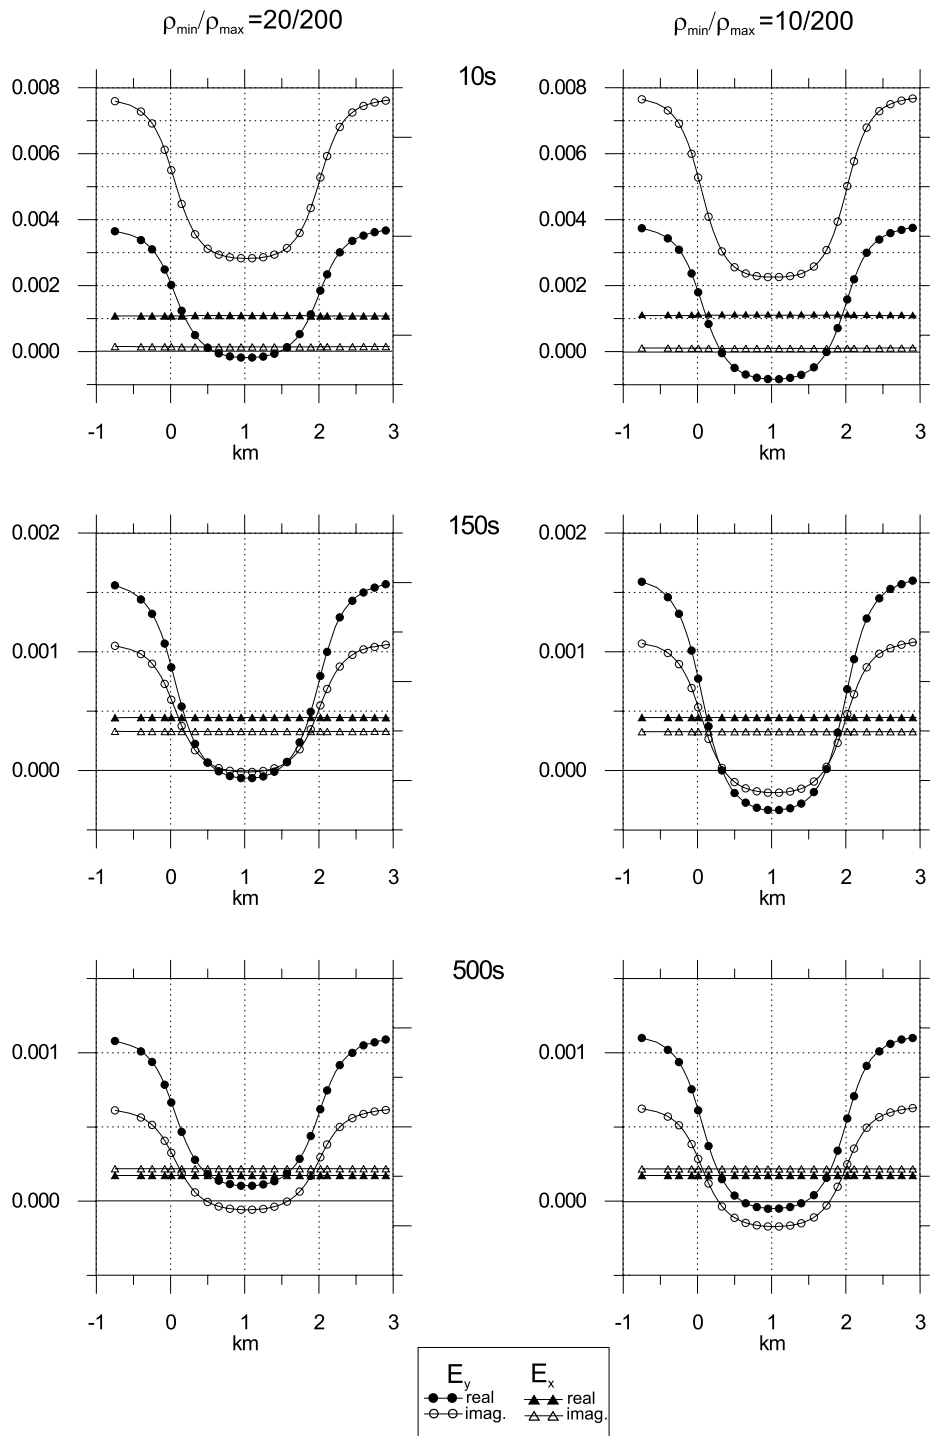 ρmin/ρmax=20/200
ρmin/ρmax=10/200
10s
0.008
0.006
0.004
0.002
0.000
-1 0 1 2 3
km
0.008
0.006
0.004
0.002
0.000
-1 0 1 2 3
km
150s
0.002
0.001
0.000
-1 0 1 2 3
km
0.002
0.001
0.000
-1 0 1 2 3
km
500s
0.001
0.000
-1 0 1 2 3
km
0.001
0.000
-1 0 1 2 3
km
Ey Ex
real real
imag. imag.